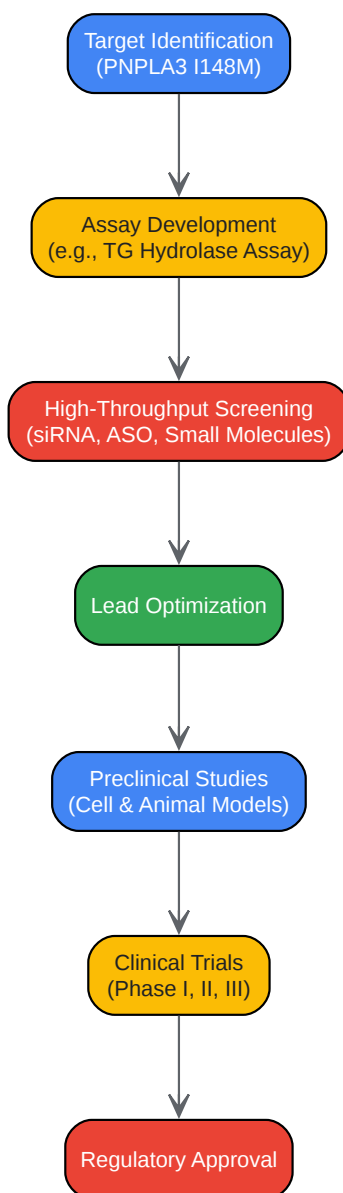 Target Identification
(PNPLA3 I148M)
Assay Development
(e.g., TG Hydrolase Assay)
High-Throughput Screening
(siRNA, ASO, Small Molecules)
Lead Optimization
Preclinical Studies
(Cell & Animal Models)
Clinical Trials
(Phase I, II, III)
Regulatory Approval